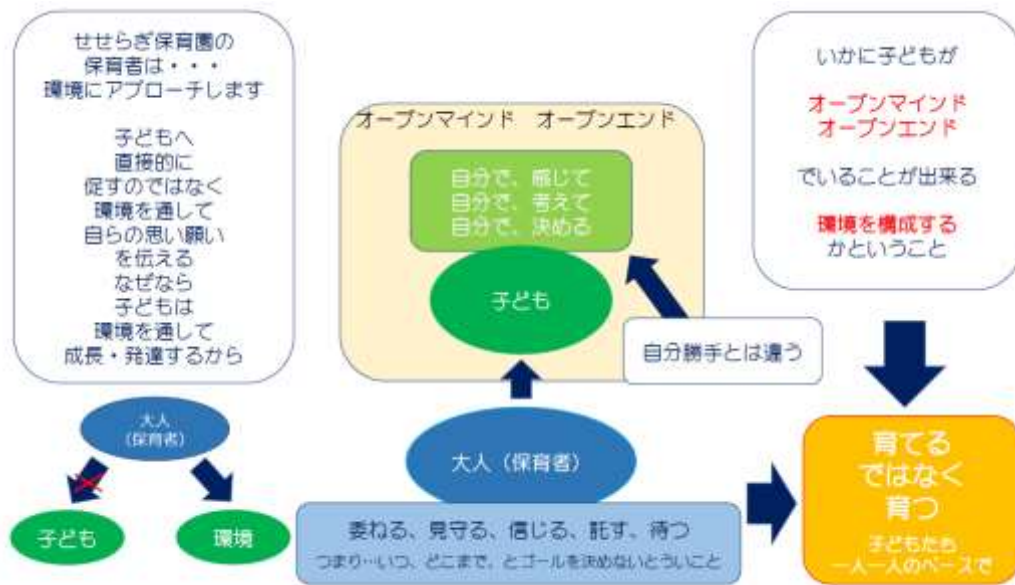 せせらぎ保育園の
保育者は・・・
環境にアプローチします
子どもへ
直接的に
促すのではなく
環境を通して
自らの思い願い
を伝える
なぜなら
子どもは
環境を通して
成長・発達するから
大人
(保育者)
子ども
環境
オープンマインド オープンエンド
自分で、感じて
自分で、考えて
自分で、決める
子ども
自分勝手とは違う
大人（保育者）
委ねる、見守る、信じる、託す、待つ
つまり…いつ、どこまで、とゴールを決めないとういこと
いかに子どもが
オープンマインド
オープンエンド
でいることが出来る
環境を構成する
かということ
育てる
ではなく
育つ
子どもたち
一人一人のペースで